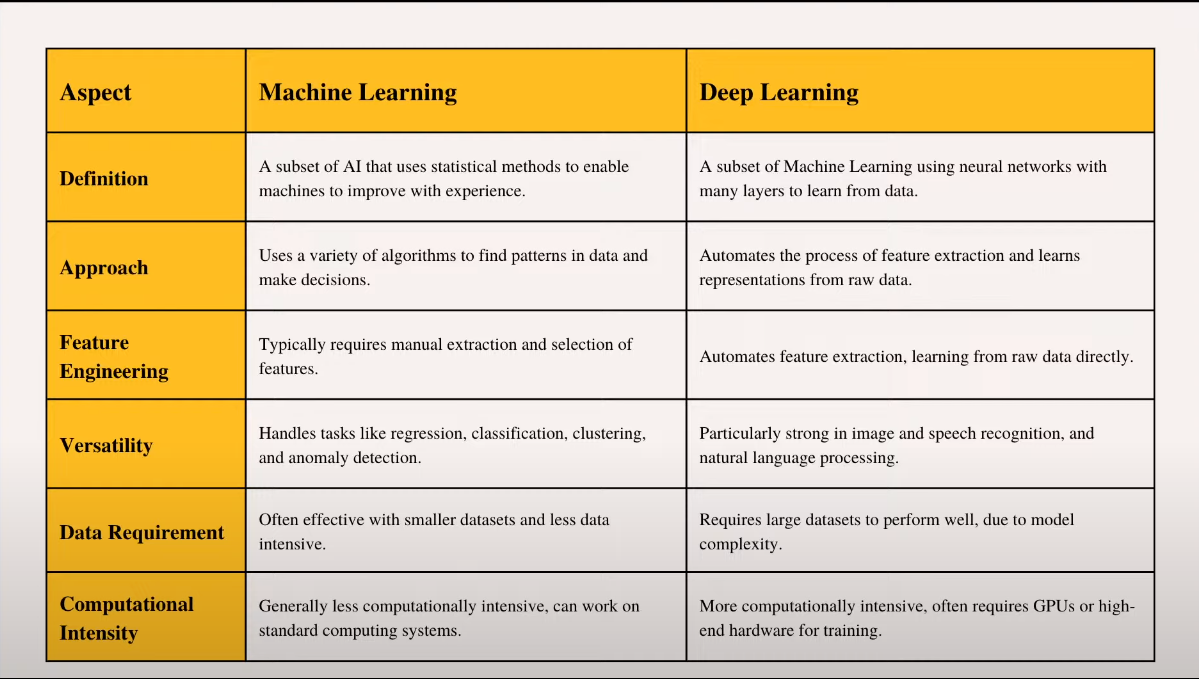 Aspect
Machine Learning
Deep Learning
Definition
A subset of AI that uses statistical methods to enable
machines to improve with experience.
A subset of Machine Learning using neural networks with
many layers to learn from data.
Approach
Uses a variety of algorithms to find patterns in data and
make decisions.
Automates the process of feature extraction and learns
representations from raw data.
Feature
Engineering
Typically requires manual extraction and selection of
features.
Automates feature extraction, learning from raw data directly.
Versatility
Handles tasks like regression, classification, clustering,
and anomaly detection.
Particularly strong in image and speech recognition, and
natural language processing.
Data Requirement
Often effective with smaller datasets and less data
intensive.
Requires large datasets to perform well, due to model
complexity.
Computational
Intensity
Generally less computationally intensive, can work on
standard computing systems.
More computationally intensive, often requires GPUs or high-
end hardware for training.